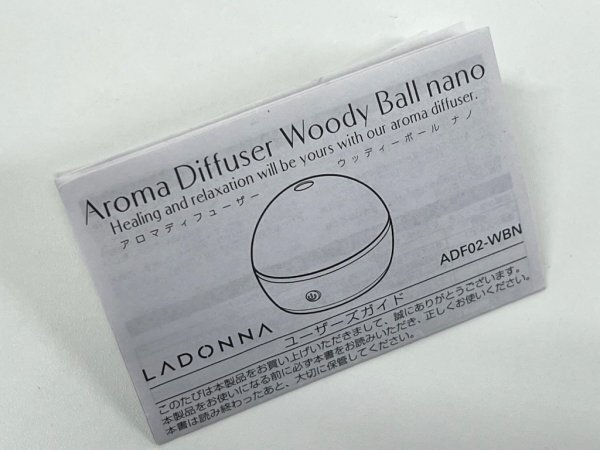 Aroma Diffuser Woody Ball nano
Healing and relaxation will be yours with our aroma diffuser.
アロマディフューザー ウッディーボール ナノ
ADF02-WBN
LADONNA
ユーザーズガイド
このたびは本製品をお買い上げいただきまして、誠にありがとうございます。
本製品をお使いになる前に必ず本書をお読みいただき、正しくお使いください。
本書は読み終わったあと、大切に保管してください。